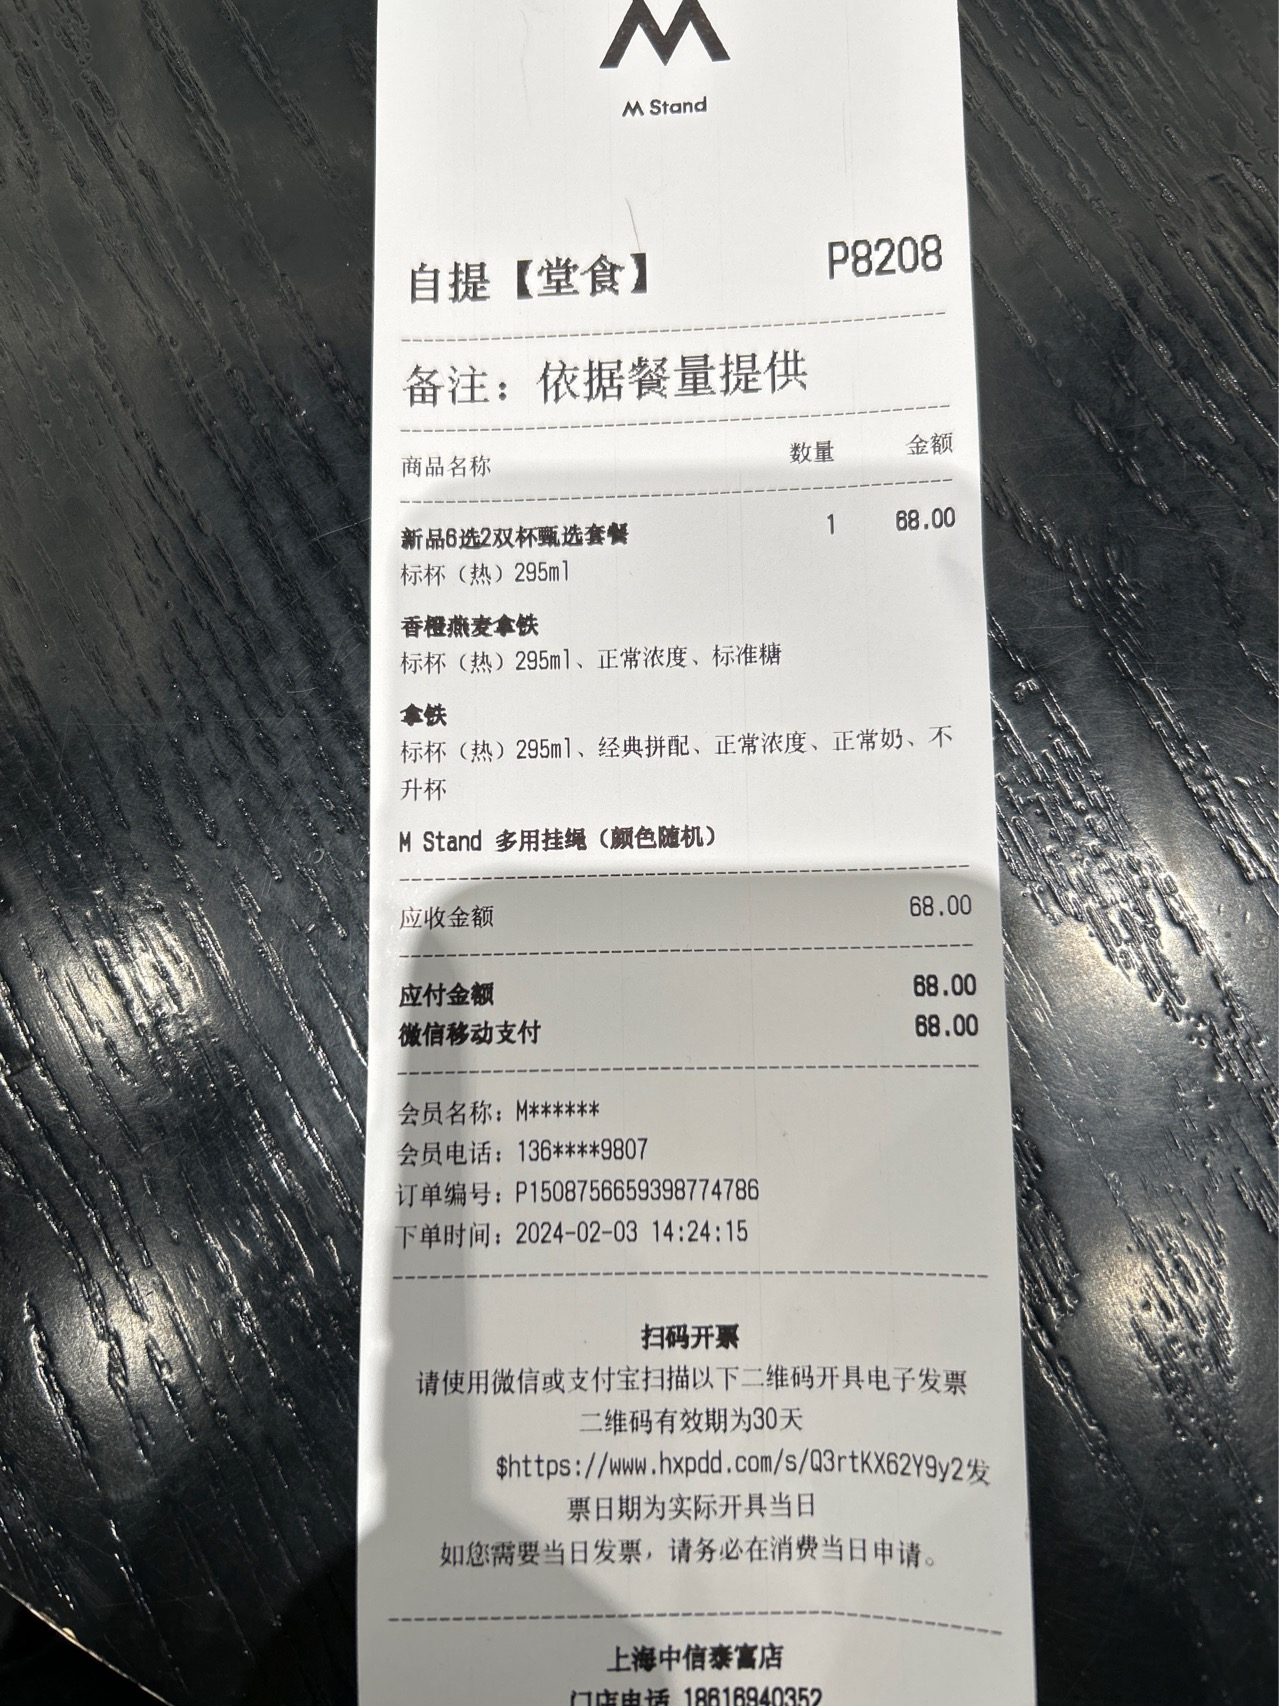 M Stand
自提【堂食】 P8208
备注：依据餐量提供
商品名称 数量 金额
新品6选2双杯甄选套餐 1 68.00
标杯（热）295ml
香橙燕麦拿铁
标杯（热）295ml、正常浓度、标准糖
拿铁
标杯（热）295ml、经典拼配、正常浓度、正常奶、不
升杯
M Stand 多用挂绳（颜色随机）
应收金额 68.00
应付金额 68.00
微信移动支付 68.00
会员名称：M******
会员电话：136****9807
订单编号：P1508756659398774786
下单时间：2024-02-03 14:24:15
扫码开票
请使用微信或支付宝扫描以下二维码开具电子发票
二维码有效期为30天
$https://www.hxpdd.com/s/Q3rtKX62Y9y2发
票日期为实际开具当日
如您需要当日发票，请务必在消费当日申请。
上海中信泰富店
门店电话 18616940352